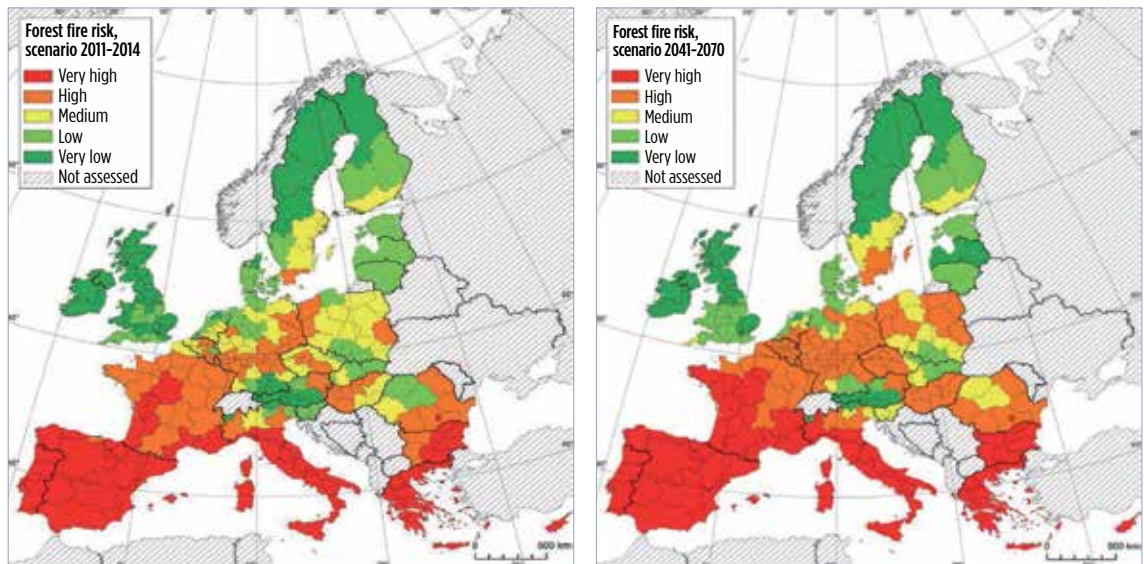 Forest fire risk,
scenario 2011-2014
Very high
High
Medium
Low
Very low
Not assessed
500 km
Forest fire risk,
scenario 2041-2070
Very high
High
Medium
Low
Very low
Not assessed
500 km